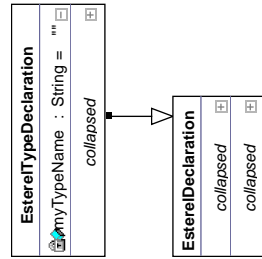 EsterelTypeDeclaration
myTypeName : String = ""
collapsed
EsterelDeclaration
collapsed
collapsed